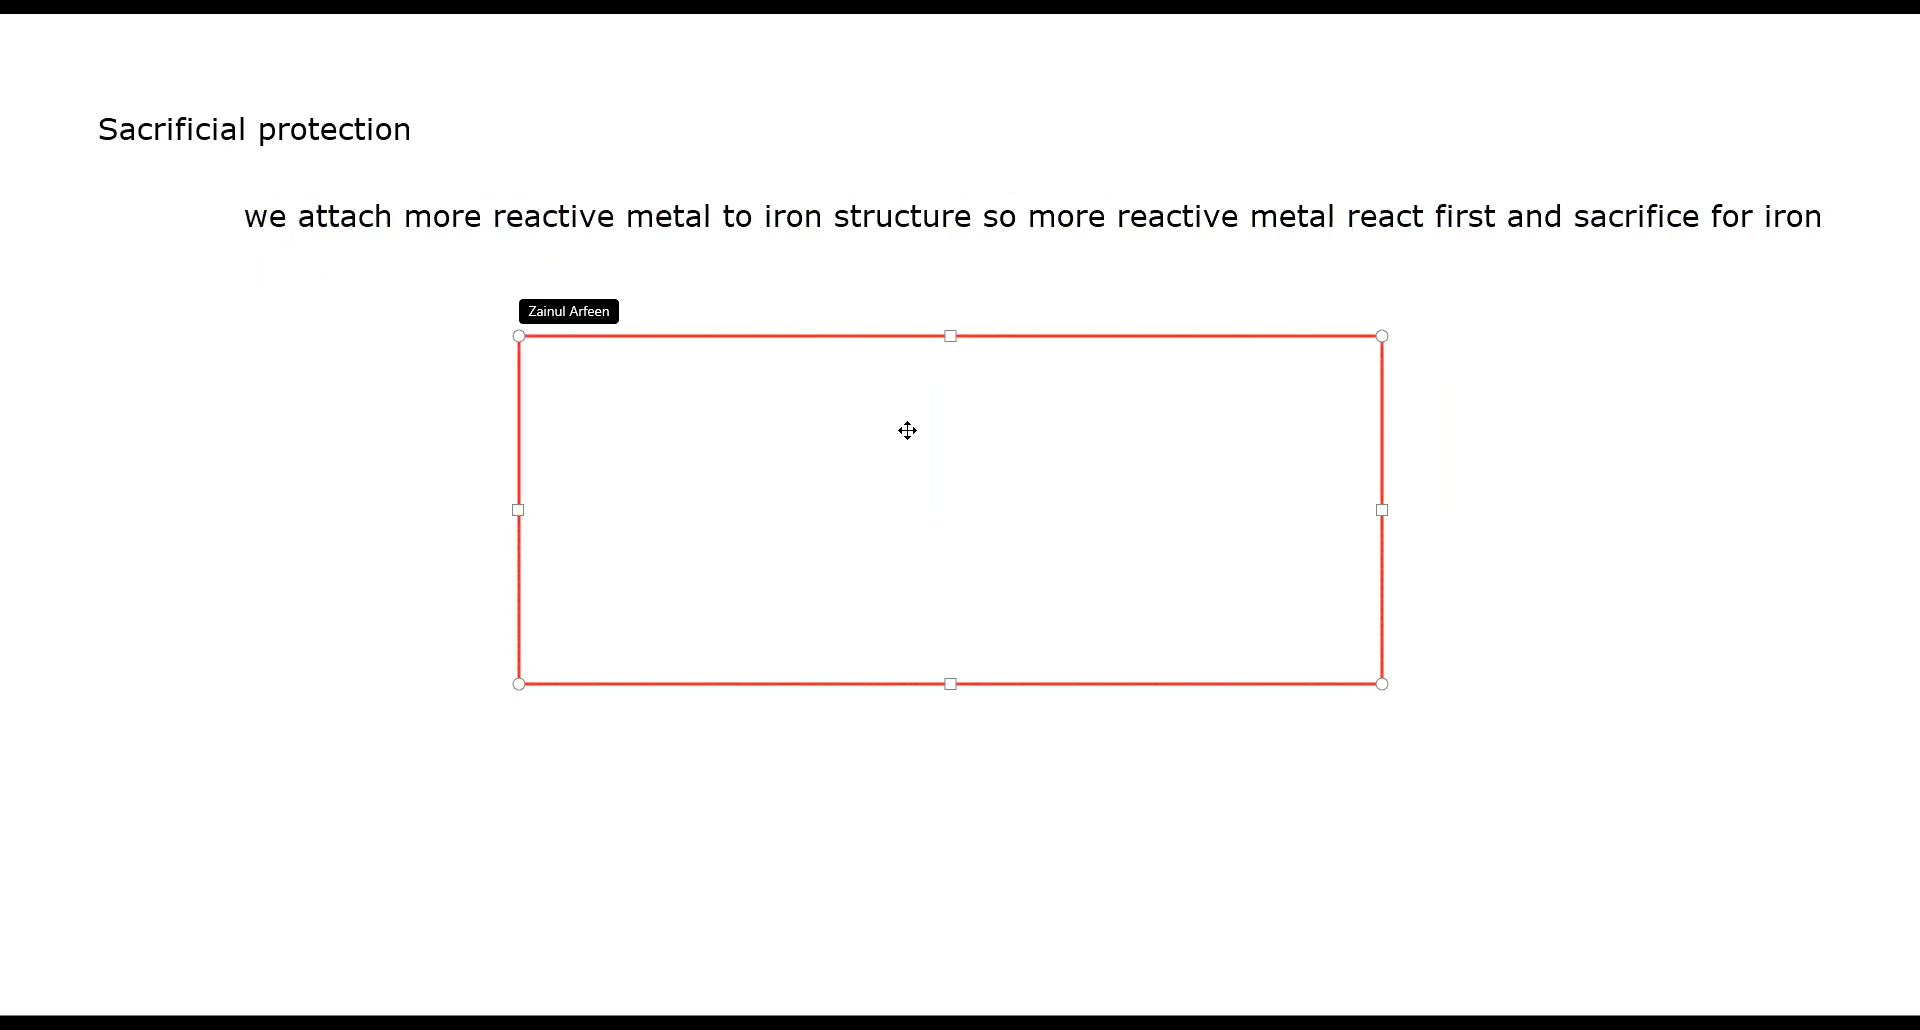 Sacrificial protection
we attach more reactive metal to iron structure so more reactive metal react first and sacrifice for iron
Zainul Arfeen